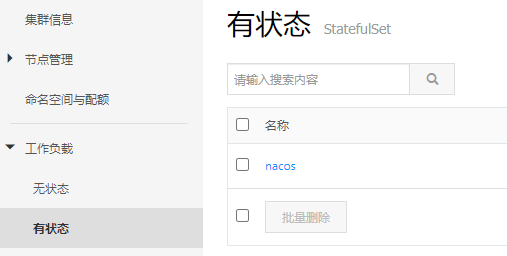 集群信息
节点管理
命名空间与配额
工作负载
无状态
有状态
有状态 StatefulSet
请输入搜索内容
名称
nacos
批量删除